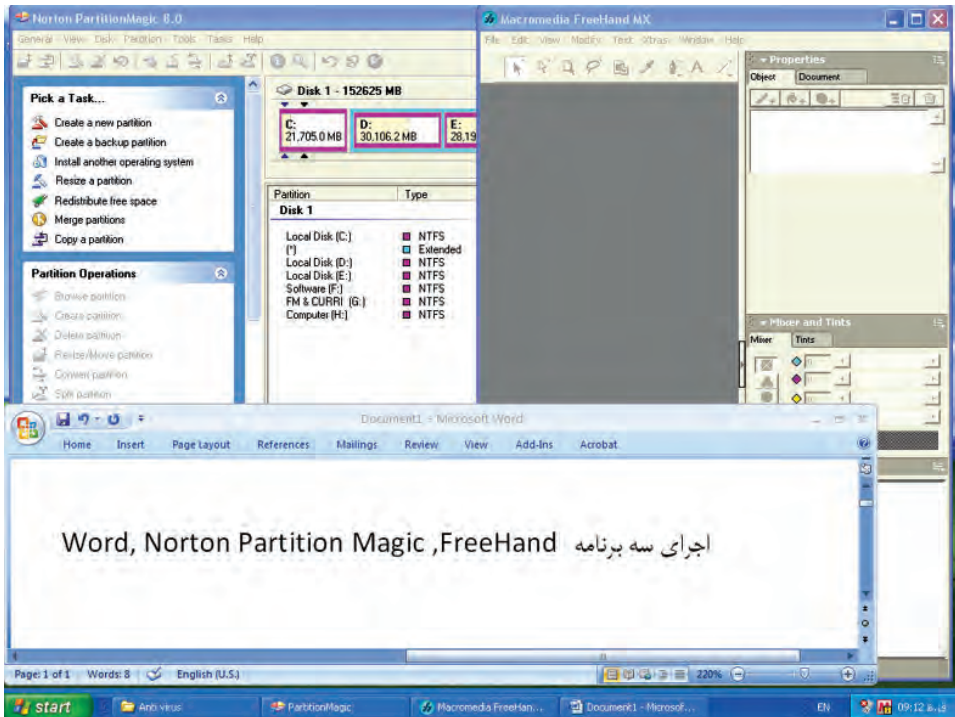 Norton PartitionMagic 8.0
General View Disk Partition Tools Tasks Help
Pick a Task...
Create a new partition
Create a backup partition
Install another operating system
Resize a partition
Redistribute free space
Merge partitions
Copy a partition
Partition Operations
Browse partition
Create partition
Delete partition
Resize/Move partition
Convert partition
Split partition
Disk 1 - 152625 MB
C: D: E:
21,705.0 MB 30,106.2 MB 28,19
Partition Type
Disk 1
Local Disk (C:) NTFS
(*) Extended
Local Disk (D:) NTFS
Local Disk (E:) NTFS
Software (F:) NTFS
FM & CURRI (G:) NTFS
Computer (H:) NTFS
Macromedia FreeHand MX
File Edit View Modify Text Xtras Window Help
Properties
Object Document
Mixer and Tints
Mixer Tints
Document1 - Microsoft Word
Home Insert Page Layout References Mailings Review View Add-Ins Acrobat
اجرای سه برنامه Word, Norton Partition Magic ,FreeHand
Page: 1 of 1 Words: 8 English (U.S.) 220%
start Anti virus PartitionMagic Macromedia FreeHan... Document1 - Microsof... EN 09:12